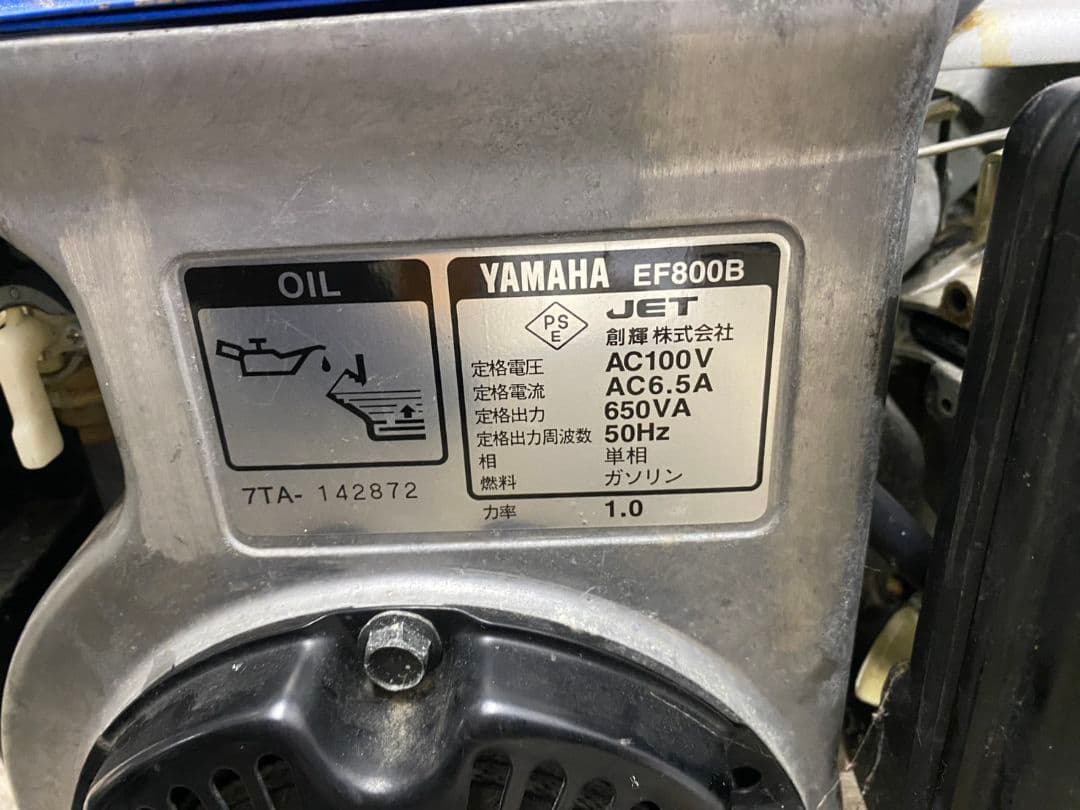 OIL
7TA- 142872
YAMAHA EF800B
PS
E
JET
創輝株式会社
定格電圧 AC100V
定格電流 AC6.5A
定格出力 650VA
定格出力周波数 50Hz
相 単相
燃料 ガソリン
力率 1.0